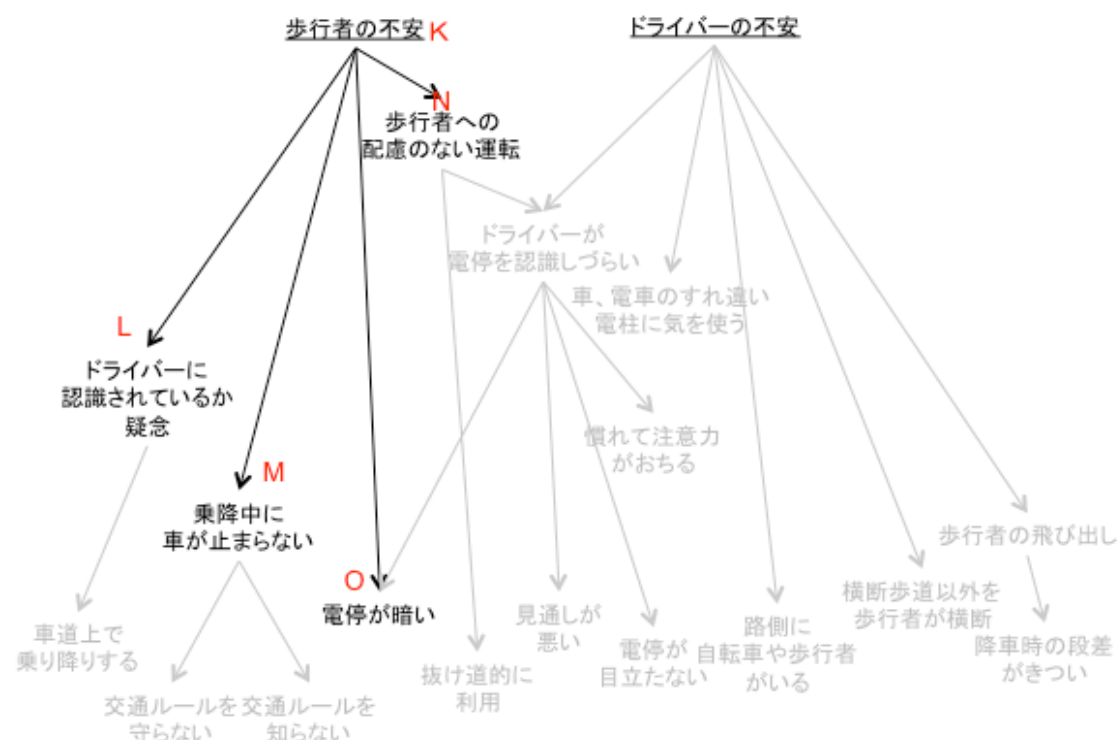 歩行者の不安 K
ドライバーの不安
N
歩行者への
配慮のない運転
ドライバーが
電停を認識しづらい
車、電車のすれ違い
電柱に気を使う
L
ドライバーに
認識されているか
疑念
慣れて注意力
がおちる
M
乗降中に
車が止まらない
歩行者の飛び出し
O
電停が暗い
見通しが
悪い
横断歩道以外を
歩行者が横断
車道上で
乗り降りする
電停が
目立たない
路側に
自転車や歩行者
がいる
降車時の段差
がきつい
抜け道的に
利用
交通ルールを
守らない
交通ルールを
知らない